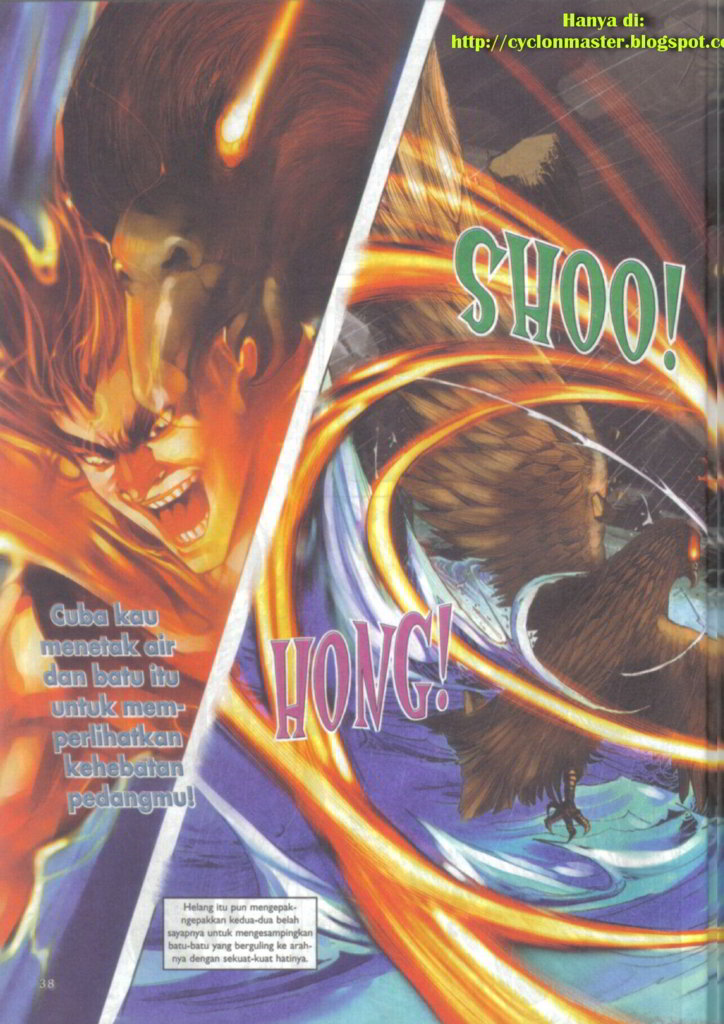 Hanya di:
http://cyclonmaster.blogspot.co
SHOO!
HONG!
Cuba kau
menetak air
dan batu itu
untuk mem-
perlihatkan
kehebatan
pedangmu!
Helang itu pun mengepak-
ngepakkan kedua-dua belah
sayapnya untuk mengesampingkan
batu-batu yang berguling ke arah-
nya dengan sekuat-kuat hatinya.
38